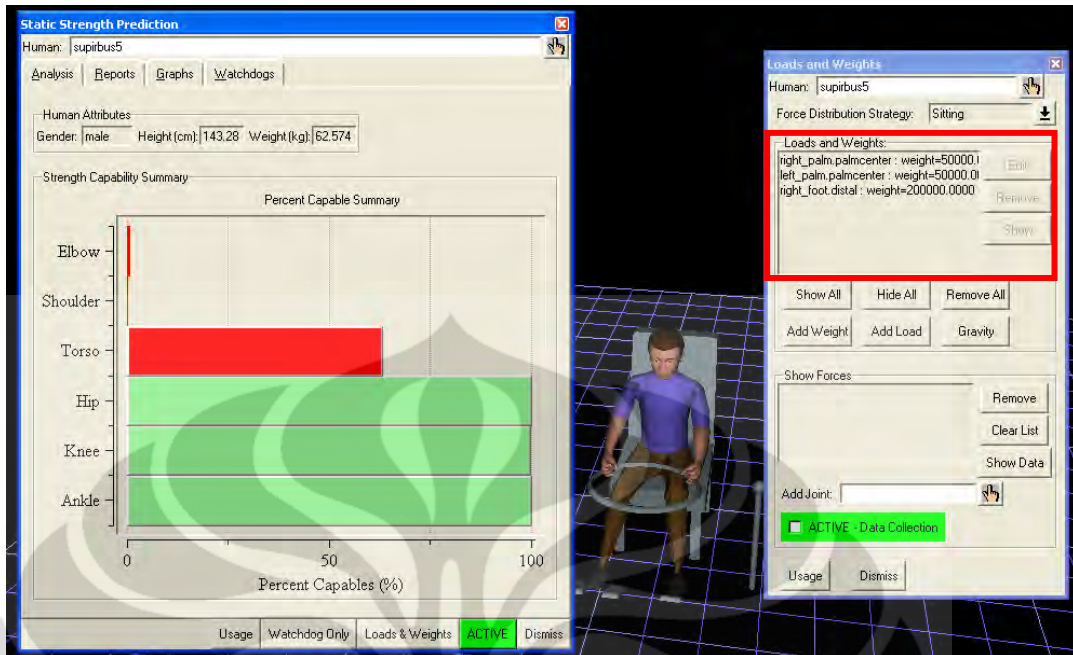 Static Strength Prediction
Human: supirbus5
Analysis Reports Graphs Watchdogs
Human Attributes
Gender: male Height (cm): 143.28 Weight (kg): 62.574
Strength Capability Summary
Percent Capable Summary
Elbow
Shoulder
Torso
Hip
Knee
Ankle
0 50 100
Percent Capables (%)
Usage Watchdog Only Loads & Weights ACTIVE Dismiss
Loads and Weights
Human: supirbus5
Force Distribution Strategy: Sitting
Loads and Weights:
right_palm.palmcenter : weight=50000.(
left_palm.palmcenter : weight=50000.0(
right_foot.distal : weight=200000.0000
Edit
Remove
Show
Show All Hide All Remove All
Add Weight Add Load Gravity
Show Forces
Remove
Clear List
Show Data
Add Joint:
ACTIVE - Data Collection
Usage Dismiss